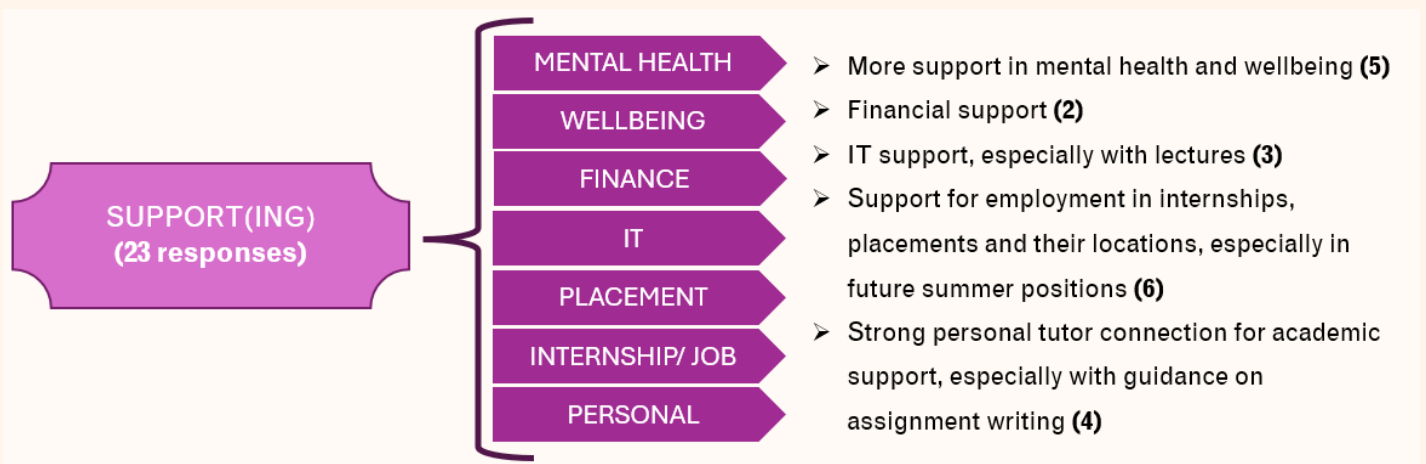 SUPPORT(ING)
(23 responses)
MENTAL HEALTH
WELLBEING
FINANCE
IT
PLACEMENT
INTERNSHIP/ JOB
PERSONAL
➢ More support in mental health and wellbeing (5)
➢ Financial support (2)
➢ IT support, especially with lectures (3)
➢ Support for employment in internships,
placements and their locations, especially in
future summer positions (6)
➢ Strong personal tutor connection for academic
support, especially with guidance on
assignment writing (4)